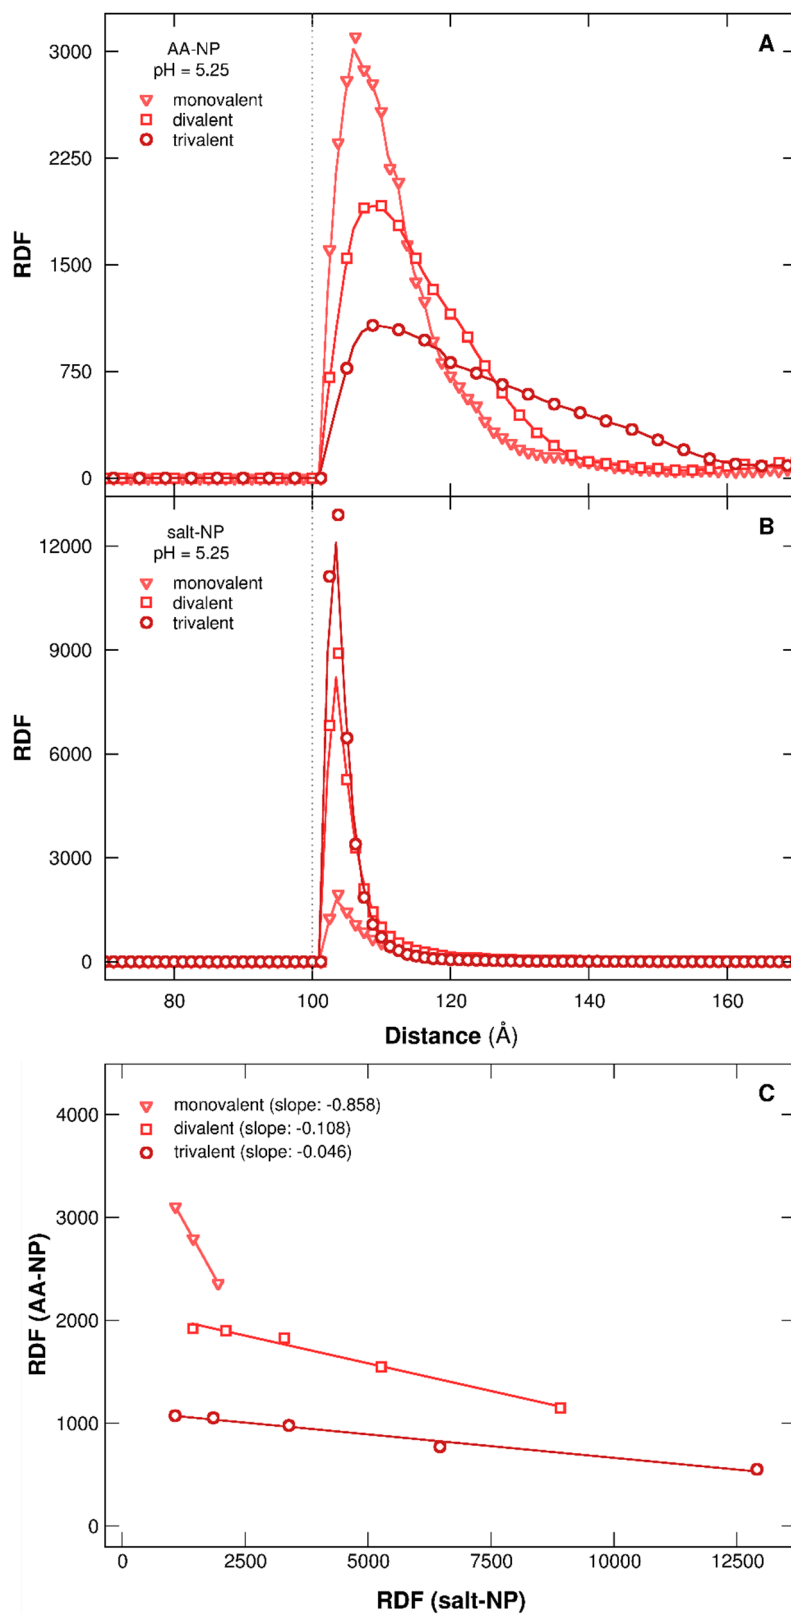 3000
2250
1500
750
0
RDF
AA-NP
pH = 5.25
monovalent
divalent
trivalent
A
12000
9000
6000
3000
0
RDF
salt-NP
pH = 5.25
monovalent
divalent
trivalent
B
80 100 120 140 160
Distance (Å)
4000
3000
2000
1000
0
RDF (AA-NP)
monovalent (slope: -0.858)
divalent (slope: -0.108)
trivalent (slope: -0.046)
C
0 2500 5000 7500 10000 12500
RDF (salt-NP)